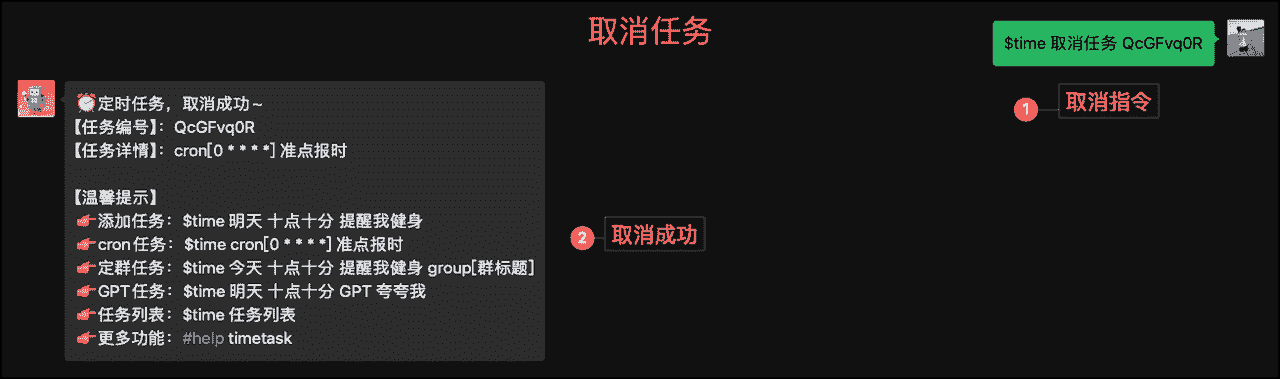 取消任务
$time 取消任务 QcGFvq0R
1 取消指令
⏰定时任务，取消成功~
【任务编号】：QcGFvq0R
【任务详情】：cron[0 * * * *] 准点报时
【温馨提示】
👉添加任务：$time 明天 十点十分 提醒我健身
👉cron任务：$time cron[0 * * * *] 准点报时
👉定群任务：$time 今天 十点十分 提醒我健身 group[群标题]
👉GPT任务：$time 明天 十点十分 GPT 夸夸我
👉任务列表：$time 任务列表
👉更多功能：#help timetask
2 取消成功